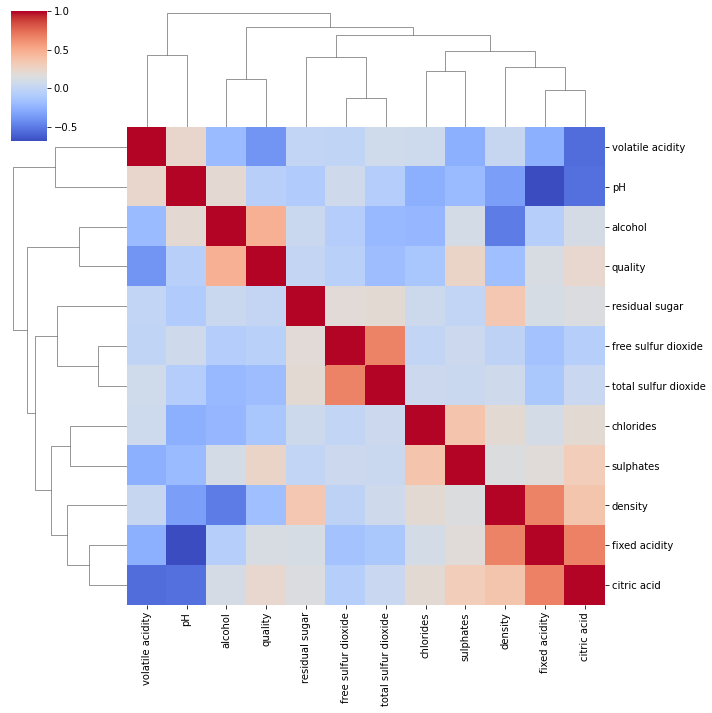 1.0
0.5
0.0
−0.5
volatile acidity
pH
alcohol
quality
residual sugar
free sulfur dioxide
total sulfur dioxide
chlorides
sulphates
density
fixed acidity
citric acid
volatile acidity
pH
alcohol
quality
residual sugar
free sulfur dioxide
total sulfur dioxide
chlorides
sulphates
density
fixed acidity
citric acid